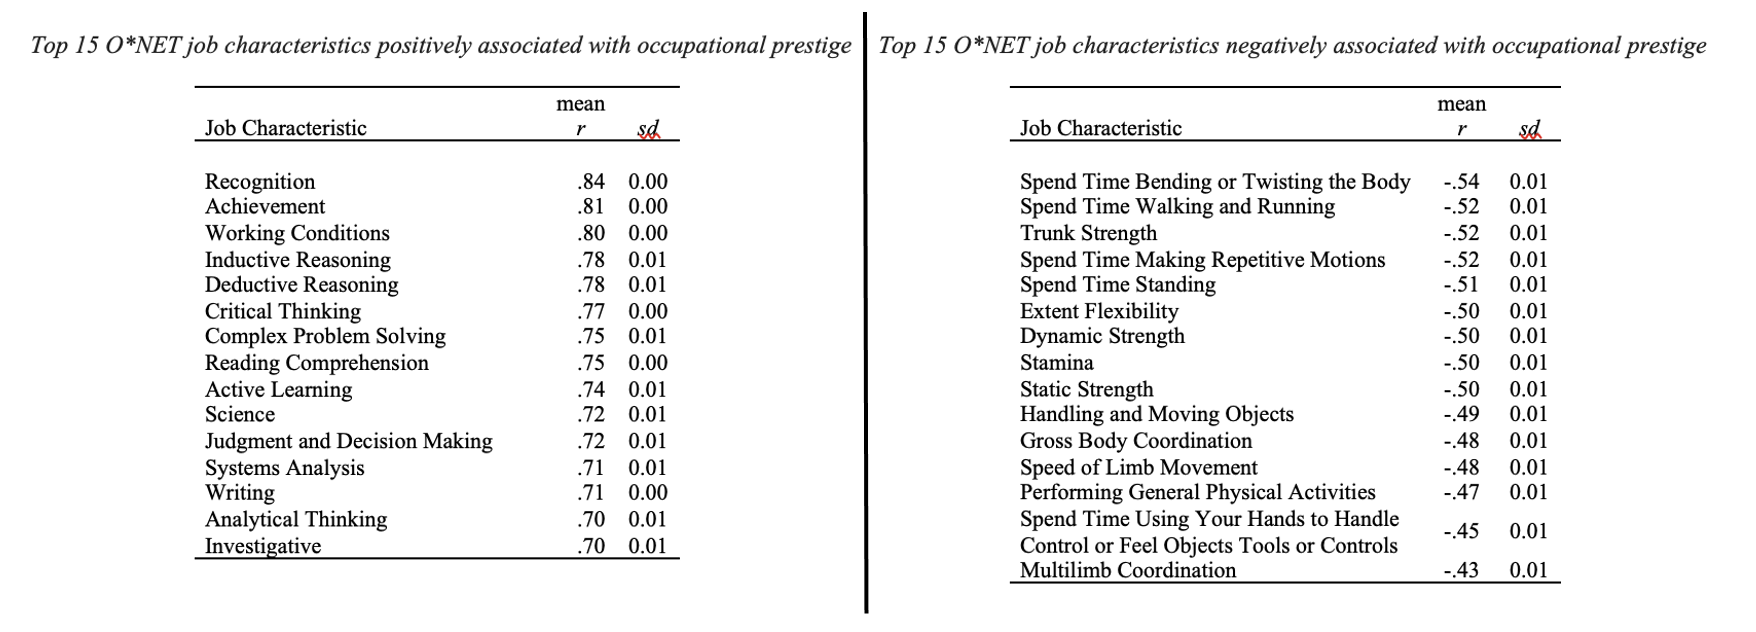 Top 15 O*NET job characteristics positively associated with occupational prestige
mean
Job Characteristic r sd
Recognition .84 0.00
Achievement .81 0.00
Working Conditions .80 0.00
Inductive Reasoning .78 0.01
Deductive Reasoning .78 0.01
Critical Thinking .77 0.00
Complex Problem Solving .75 0.01
Reading Comprehension .75 0.00
Active Learning .74 0.01
Science .72 0.01
Judgment and Decision Making .72 0.01
Systems Analysis .71 0.01
Writing .71 0.00
Analytical Thinking .70 0.01
Investigative .70 0.01
Top 15 O*NET job characteristics negatively associated with occupational prestige
mean
Job Characteristic r sd
Spend Time Bending or Twisting the Body -.54 0.01
Spend Time Walking and Running -.52 0.01
Trunk Strength -.52 0.01
Spend Time Making Repetitive Motions -.52 0.01
Spend Time Standing -.51 0.01
Extent Flexibility -.50 0.01
Dynamic Strength -.50 0.01
Stamina -.50 0.01
Static Strength -.50 0.01
Handling and Moving Objects -.49 0.01
Gross Body Coordination -.48 0.01
Speed of Limb Movement -.48 0.01
Performing General Physical Activities -.47 0.01
Spend Time Using Your Hands to Handle
Control or Feel Objects Tools or Controls -.45 0.01
Multilimb Coordination -.43 0.01